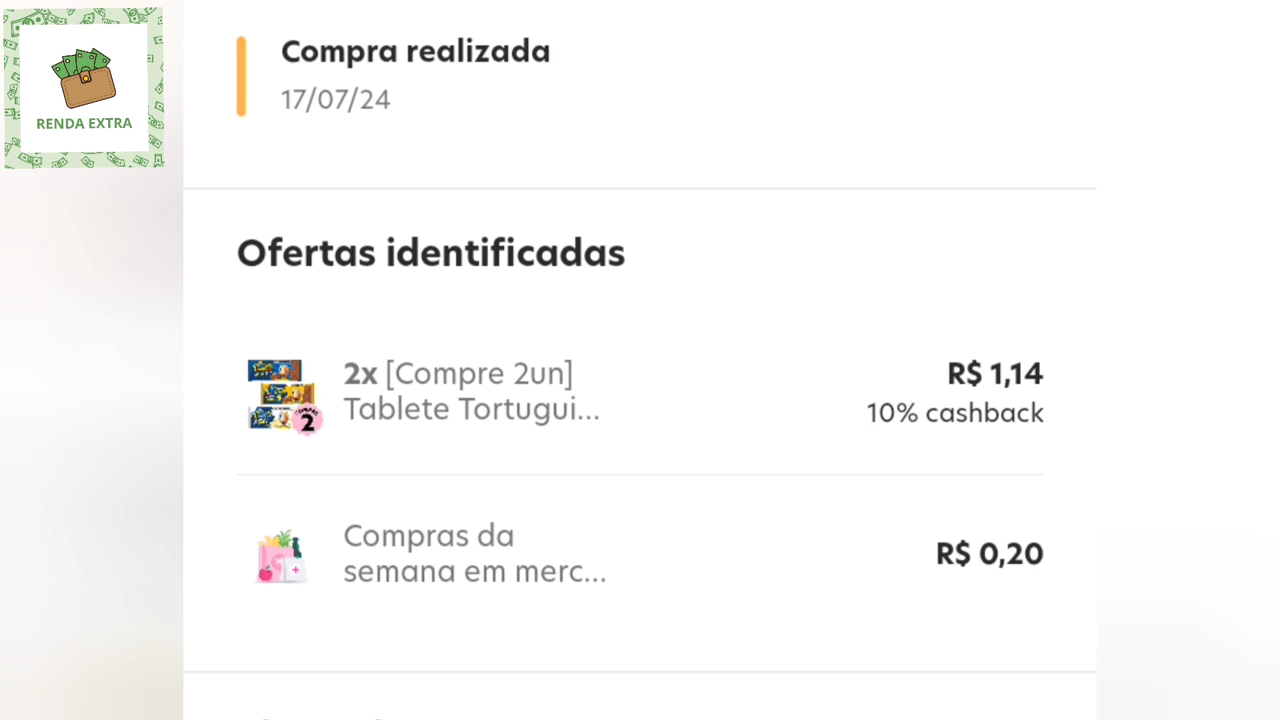 RENDA EXTRA
Compra realizada
17/07/24
Ofertas identificadas
2x [Compre 2un]
Tablete Tortugui...
R$ 1,14
10% cashback
2
Compras da
semana em merc...
R$ 0,20